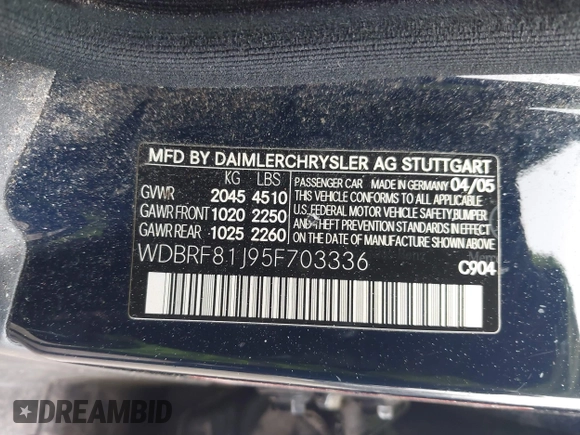 MFD BY DAIMLERCHRYSLER AG STUTTGART
KG LBS
GVWR 2045 4510
GAWR FRONT 1020 2250
GAWR REAR 1025 2260
PASSENGER CAR MADE IN GERMANY 04/05
THIS VEHICLE CONFORMS TO ALL APPLICABLE
U.S. FEDERAL MOTOR VEHICLE SAFETY, BUMPER
AND THEFT PREVENTION STANDARDS IN EFFECT
ON THE DATE OF MANUFACTURE SHOWN ABOVE
WDBRF81J95F703336
C904
DREAMBID